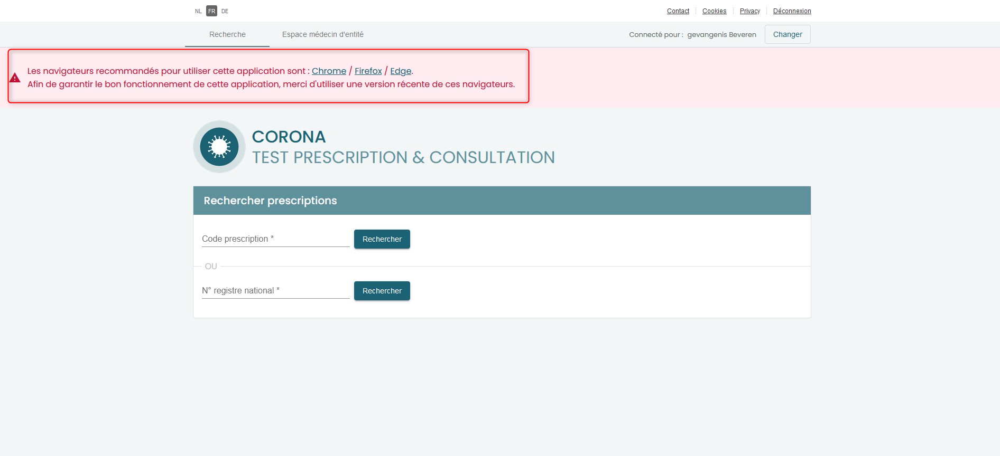 NL FR DE
Contact Cookies Privacy Déconnexion
Recherche Espace médecin d'entité
Connecté pour : gevangenis Beveren Changer
Les navigateurs recommandés pour utiliser cette application sont : Chrome / Firefox / Edge.
Afin de garantir le bon fonctionnement de cette application, merci d'utiliser une version récente de ces navigateurs.
CORONA
TEST PRESCRIPTION & CONSULTATION
Rechercher prescriptions
Code prescription * Rechercher
OU
N° registre national * Rechercher